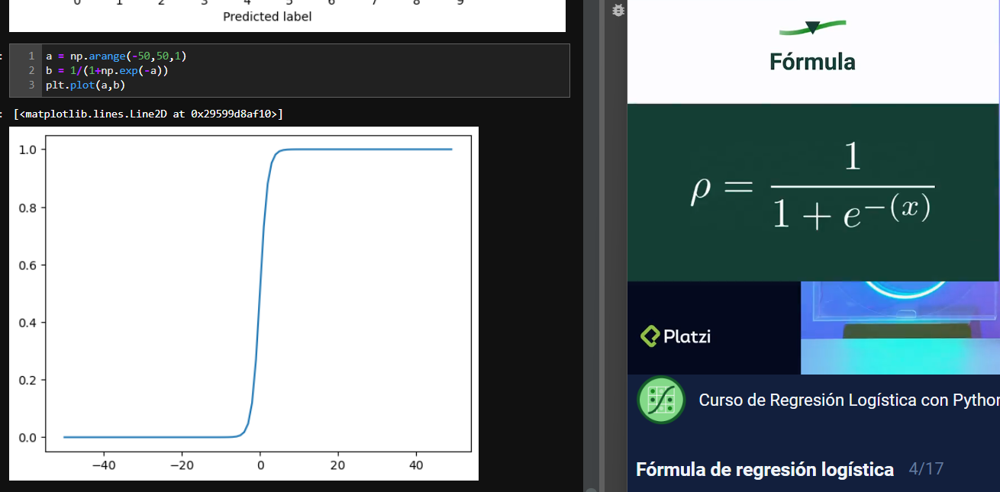 0 1 2 3 4 5 6 7 8 9
Predicted label
1 a = np.arange(-50,50,1)
2 b = 1/(1+np.exp(-a))
3 plt.plot(a,b)
[<matplotlib.lines.Line2D at 0x29599d8af10>]
1.0
0.8
0.6
0.4
0.2
0.0
−40 −20 0 20 40
Fórmula
ρ = 1 / (1 + e^−(x))
Platzi
Curso de Regresión Logística con Python
Fórmula de regresión logística 4/17